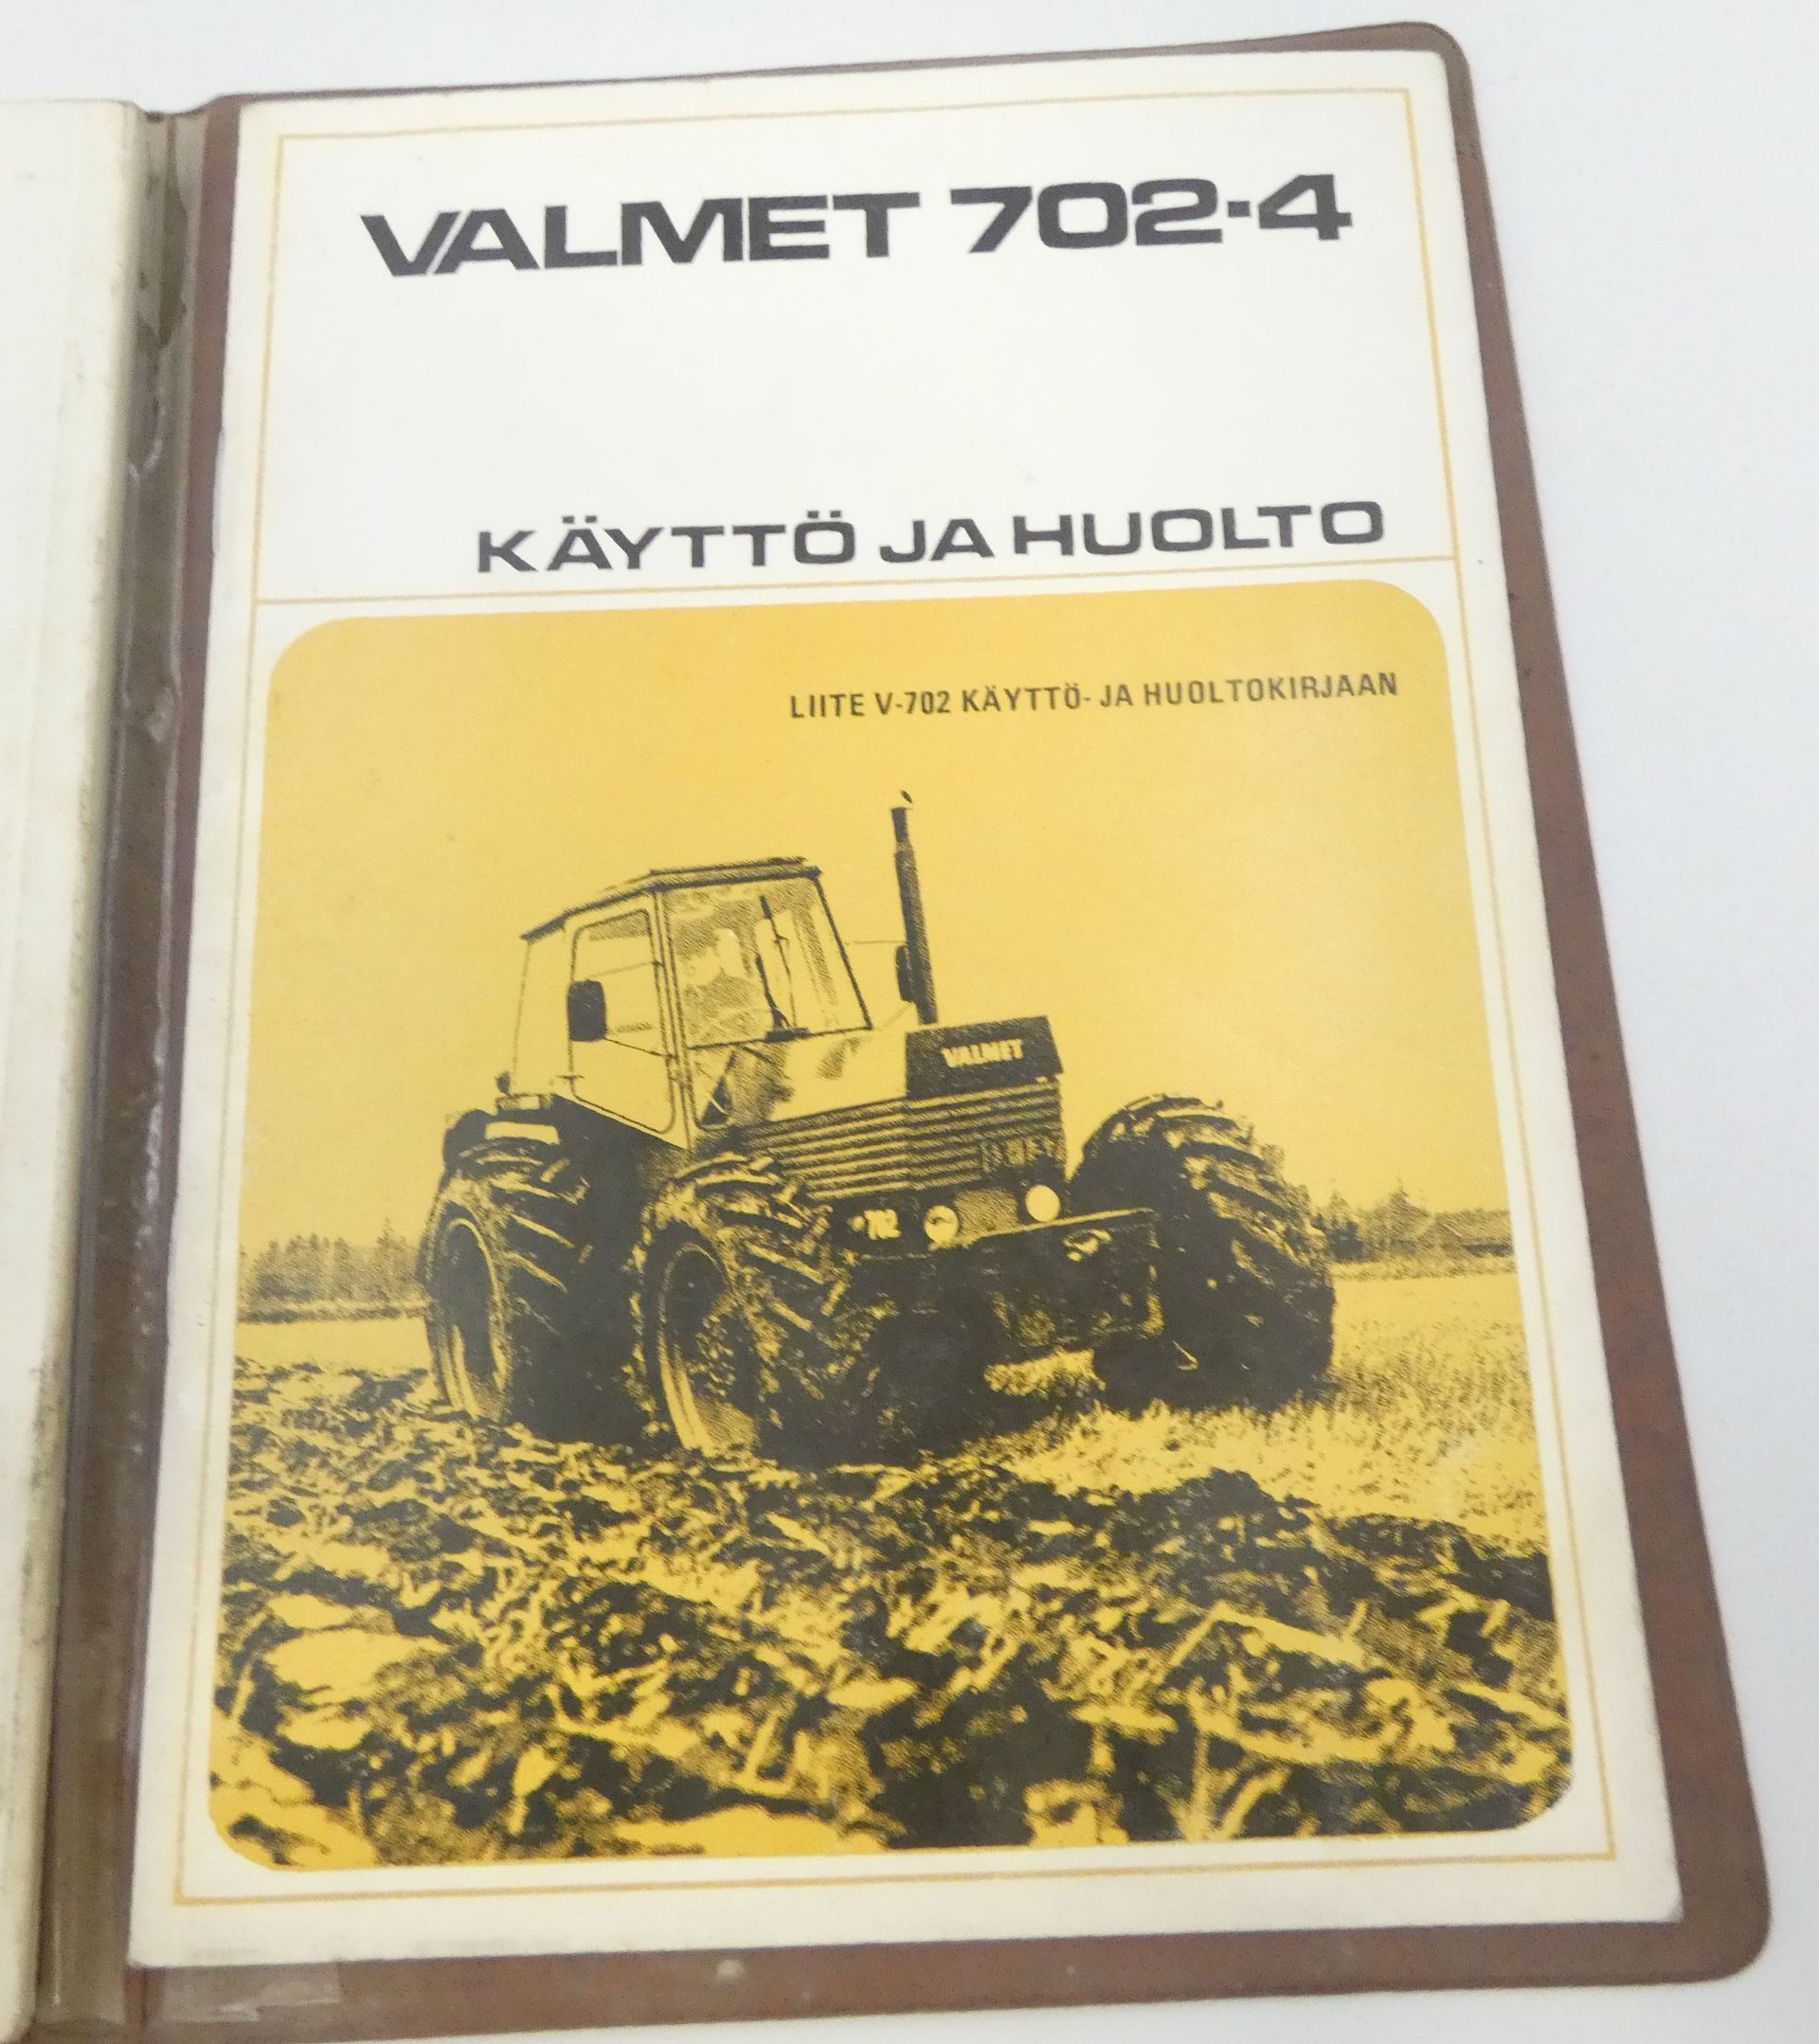 VALMET 702-4
KÄYTTÖ JA HUOLTO
LIITE V-702 KÄYTTÖ- JA HUOLTOKIRJAAN
VALMET
702